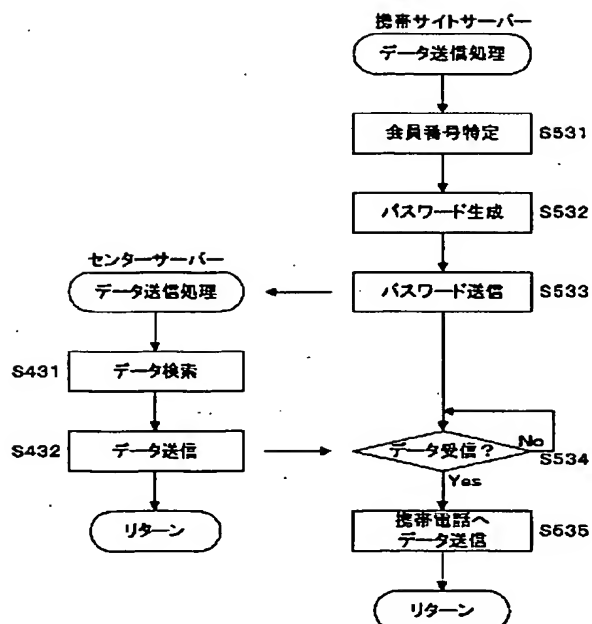 携帯サイトサーバー
データ送信処理
会員番号特定 S531
パスワード生成 S532
センターサーバー
データ送信処理
パスワード送信 S533
S431 データ検索
S432 データ送信
データ受信？ No
S534
Yes
携帯電話へ
データ送信 S535
リターン
リターン